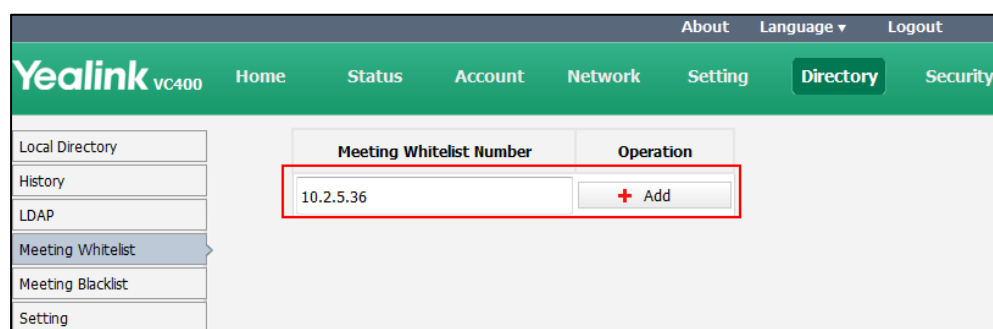 About Language ▾ Logout
Yealink VC400 Home Status Account Network Setting Directory Security
Local Directory
Meeting Whitelist Number Operation
History
10.2.5.36 + Add
LDAP
Meeting Whitelist
Meeting Blacklist
Setting